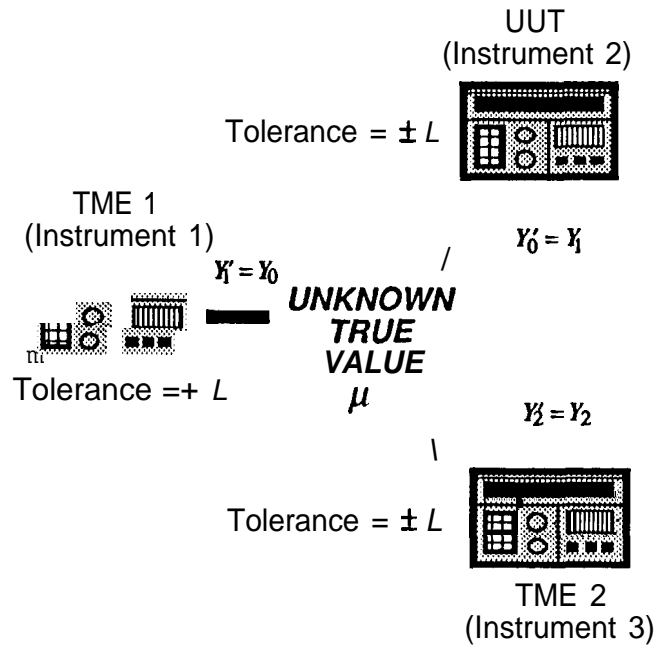 UUT
(Instrument 2)
Tolerance = ± L
TME 1
(Instrument 1)
Y₁′ = Y₀
Y₀′ = Y₁
/
UNKNOWN
TRUE
VALUE
μ
m
Tolerance =+ L
Y₂′ = Y₂
\
Tolerance = ± L
TME 2
(Instrument 3)